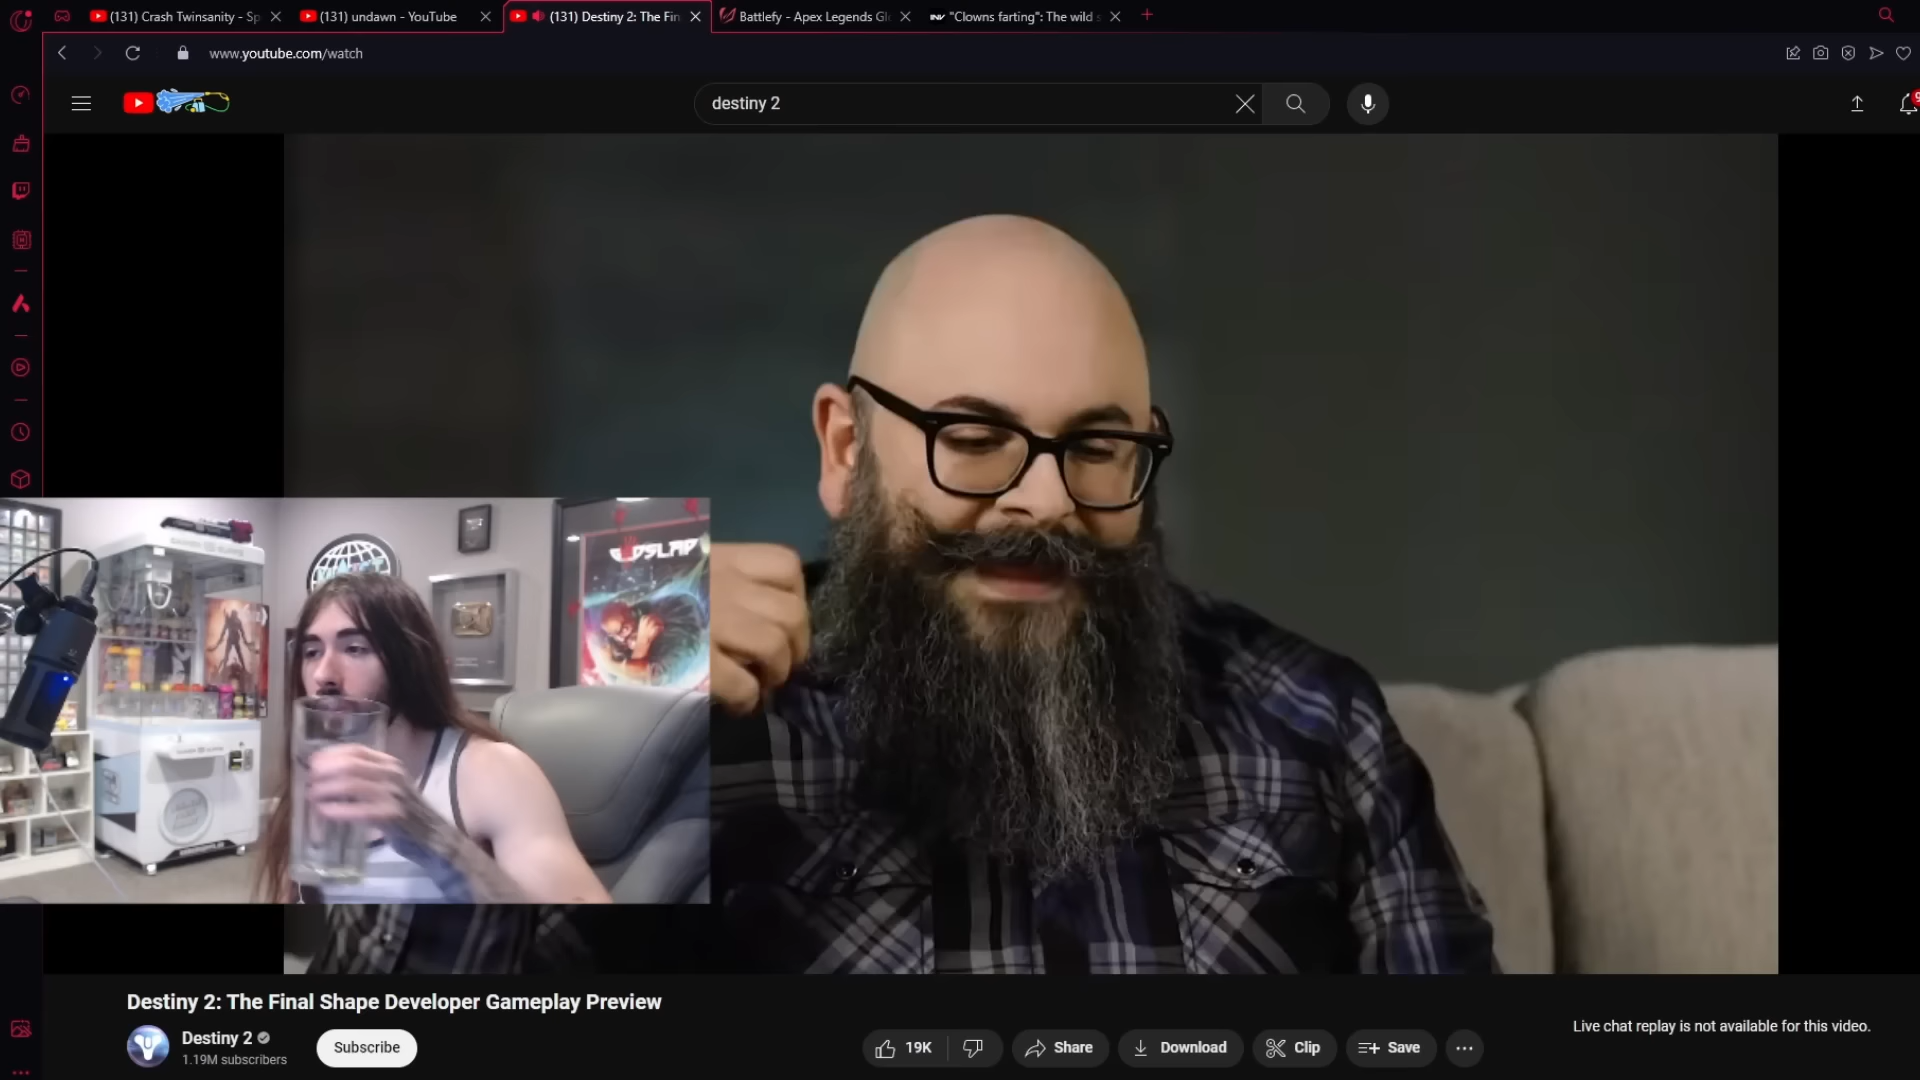 (131) Crash Twinsanity - Sp
(131) undawn - YouTube
(131) Destiny 2: The Fin
Battlefy - Apex Legends Gl
"Clowns farting": The wild s
www.youtube.com/watch
destiny 2
9
Destiny 2: The Final Shape Developer Gameplay Preview
Destiny 2
1.19M subscribers
Subscribe
19K
Share
Download
Clip
Save
Live chat replay is not available for this video.